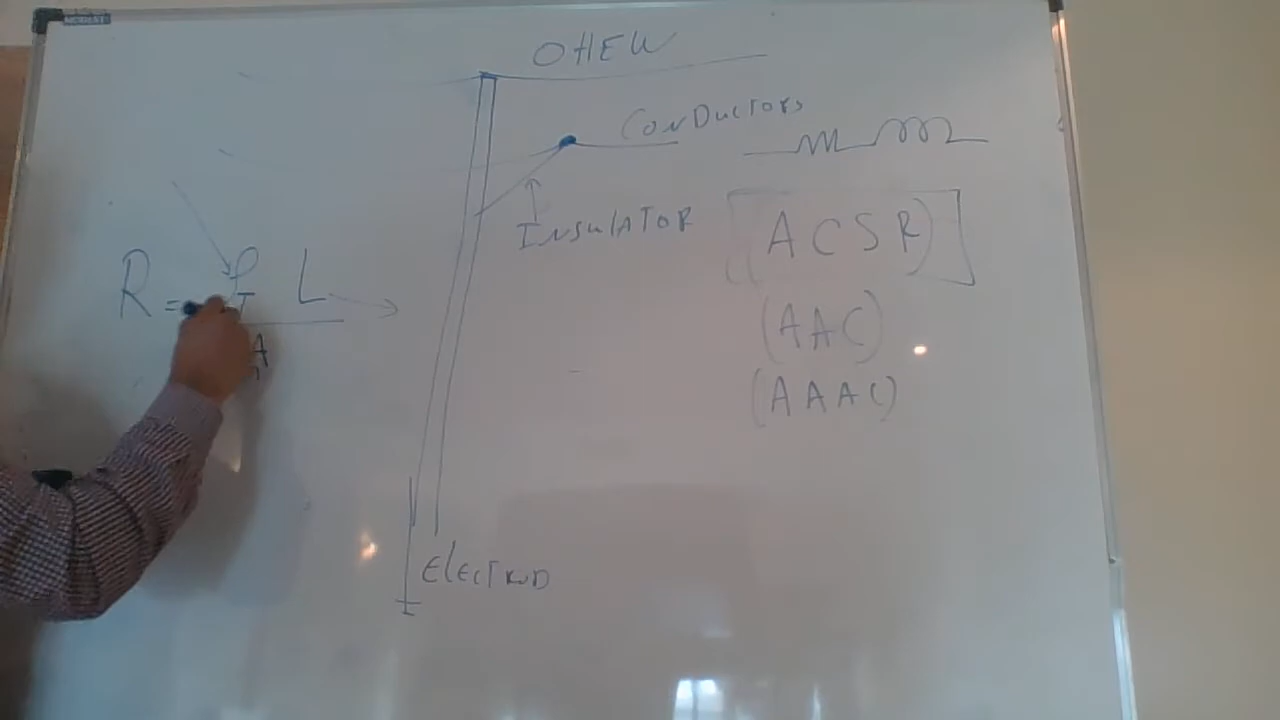 OHEW
CONDUCTORS
INSULATOR
R = ρ L
A
(ACSR)
(AAC)
(AAAC)
ELECTROD